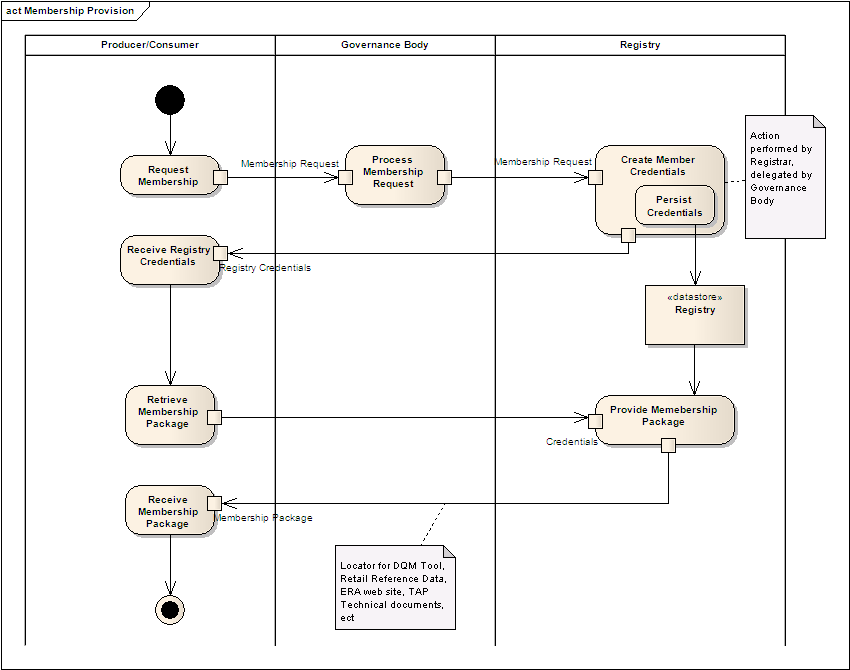 act Membership Provision
Producer/Consumer
Governance Body
Registry
Request
Membership
Membership Request
Process
Membership
Request
Membership Request
Create Member
Credentials
Persist
Credentials
Action
performed by
Registrar,
delegated by
Governance
Body
Receive Registry
Credentials
Registry Credentials
«datastore»
Registry
Retrieve
Membership
Package
Credentials
Provide Memebership
Package
Receive
Membership
Package
Membership Package
Locator for DQM Tool,
Retail Reference Data,
ERA web site, TAP
Technical documents,
ect